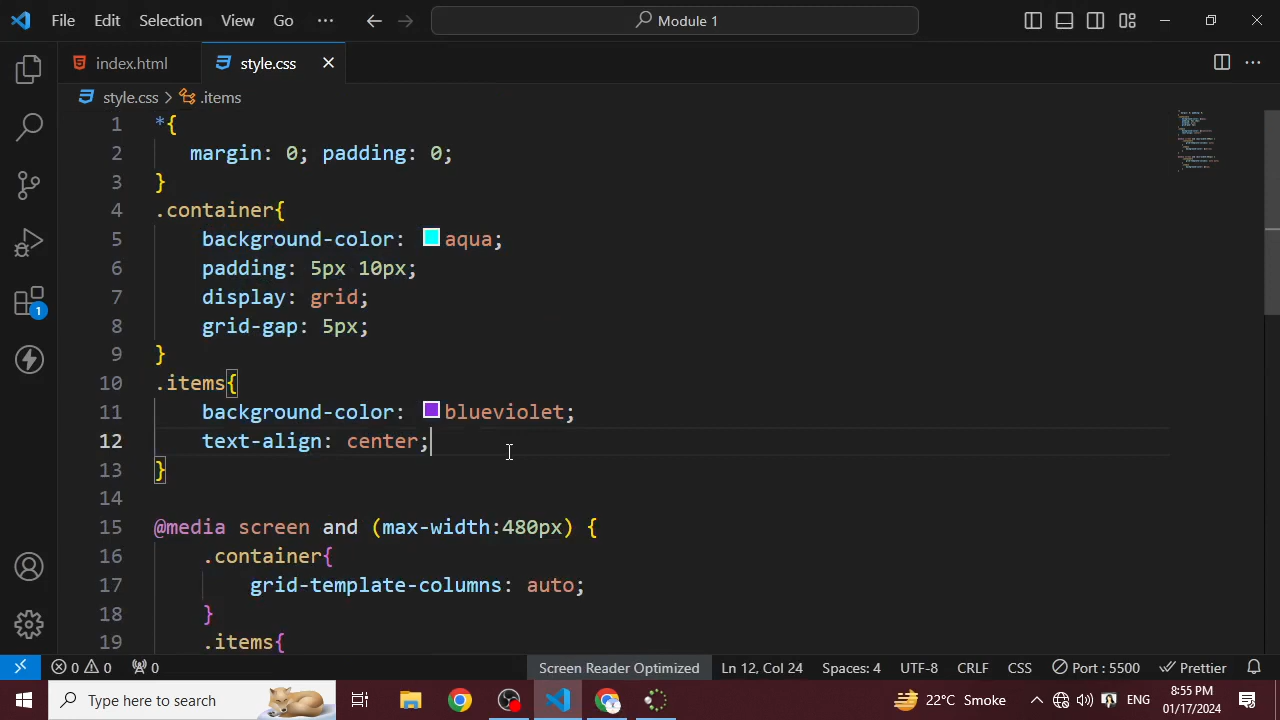 File Edit Selection View Go ··· Module 1
index.html style.css
style.css > .items
1 *{
2 margin: 0; padding: 0;
3 }
4 .container{
5 background-color: aqua;
6 padding: 5px 10px;
7 display: grid;
8 grid-gap: 5px;
9 }
10 .items{
11 background-color: blueviolet;
12 text-align: center;
13 }
14
15 @media screen and (max-width:480px) {
16 .container{
17 grid-template-columns: auto;
18 }
19 .items{
1
0 0 0 Screen Reader Optimized Ln 12, Col 24 Spaces: 4 UTF-8 CRLF CSS Port : 5500 Prettier
Type here to search 22°C Smoke ENG 8:55 PM
01/17/2024